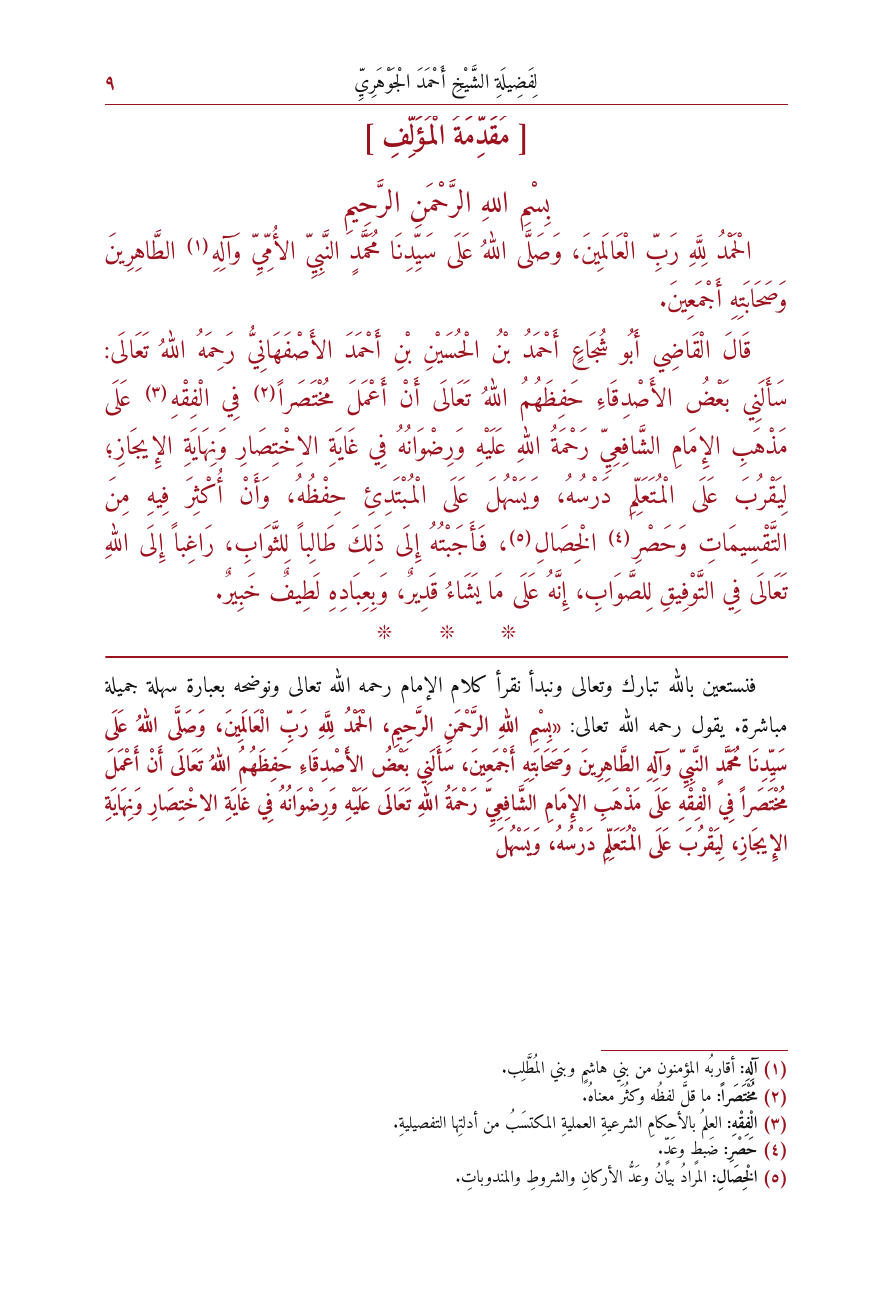 لِفَضِيلَةِ الشَّيْخِ أَحْمَدَ الْجَوْهَرِيِّ ٩
[ مُقَدِّمَةُ الْمُؤَلِّفِ ]
بِسْمِ اللهِ الرَّحْمَنِ الرَّحِيمِ
الْحَمْدُ لِلَّهِ رَبِّ الْعَالَمِينَ، وَصَلَّى اللهُ عَلَى سَيِّدِنَا مُحَمَّدٍ النَّبِيِّ الأُمِّيِّ وَآلِهِ(١) الطَّاهِرِينَ
وَصَحَابَتِهِ أَجْمَعِينَ.
قَالَ الْقَاضِي أَبُو شُجَاعٍ أَحْمَدُ بْنُ الْحُسَيْنِ بْنِ أَحْمَدَ الأَصْفَهَانِيُّ رَحِمَهُ اللهُ تَعَالَى:
سَأَلَنِي بَعْضُ الأَصْدِقَاءِ حَفِظَهُمُ اللهُ تَعَالَى أَنْ أَعْمَلَ مُخْتَصَراً(٢) فِي الْفِقْهِ(٣) عَلَى
مَذْهَبِ الإِمَامِ الشَّافِعِيِّ رَحْمَةُ اللهِ عَلَيْهِ وَرِضْوَانُهُ فِي غَايَةِ الاِخْتِصَارِ وَنِهَايَةِ الإِيجَازِ؛
لِيَقْرُبَ عَلَى الْمُتَعَلِّمِ دَرْسُهُ، وَيَسْهُلَ عَلَى الْمُبْتَدِئِ حِفْظُهُ، وَأَنْ أُكْثِرَ فِيهِ مِنَ
التَّقْسِيمَاتِ وَحَصْرِ(٤) الْخِصَالِ(٥)، فَأَجَبْتُهُ إِلَى ذَلِكَ طَالِباً لِلثَّوَابِ، رَاغِباً إِلَى اللهِ
تَعَالَى فِي التَّوْفِيقِ لِلصَّوَابِ، إِنَّهُ عَلَى مَا يَشَاءُ قَدِيرٌ، وَبِعِبَادِهِ لَطِيفٌ خَبِيرٌ.
فنستعين بالله تبارك وتعالى ونبدأ نقرأ كلام الإمام رحمه الله تعالى ونوضحه بعبارة سهلة جميلة
مباشرة. يقول رحمه الله تعالى: «بِسْمِ اللهِ الرَّحْمَنِ الرَّحِيمِ، الْحَمْدُ لِلَّهِ رَبِّ الْعَالَمِينَ، وَصَلَّى اللهُ عَلَى
سَيِّدِنَا مُحَمَّدٍ النَّبِيِّ وَآلِهِ الطَّاهِرِينَ وَصَحَابَتِهِ أَجْمَعِينَ، سَأَلَنِي بَعْضُ الأَصْدِقَاءِ حَفِظَهُمُ اللهُ تَعَالَى أَنْ أَعْمَلَ
مُخْتَصَراً فِي الْفِقْهِ عَلَى مَذْهَبِ الإِمَامِ الشَّافِعِيِّ رَحْمَةُ اللهِ تَعَالَى عَلَيْهِ وَرِضْوَانُهُ فِي غَايَةِ الاِخْتِصَارِ وَنِهَايَةِ
الإِيجَازِ، لِيَقْرُبَ عَلَى الْمُتَعَلِّمِ دَرْسُهُ، وَيَسْهُلَ
(١) آلِهِ: أقاربُه المؤمنون من بنِي هاشمٍ وبني المُطَّلِب.
(٢) مُخْتَصَراً: ما قلَّ لفظُه وكثُرَ معناهُ.
(٣) الْفِقْهِ: العلمُ بالأحكامِ الشرعيةِ العمليةِ المكتسَبُ من أدلتِها التفصيليةِ.
(٤) حَصْرِ: ضَبطِ وعَدِّ.
(٥) الْخِصَالِ: المرادُ بيانُ وعَدُّ الأركانِ والشروطِ والمندوباتِ.